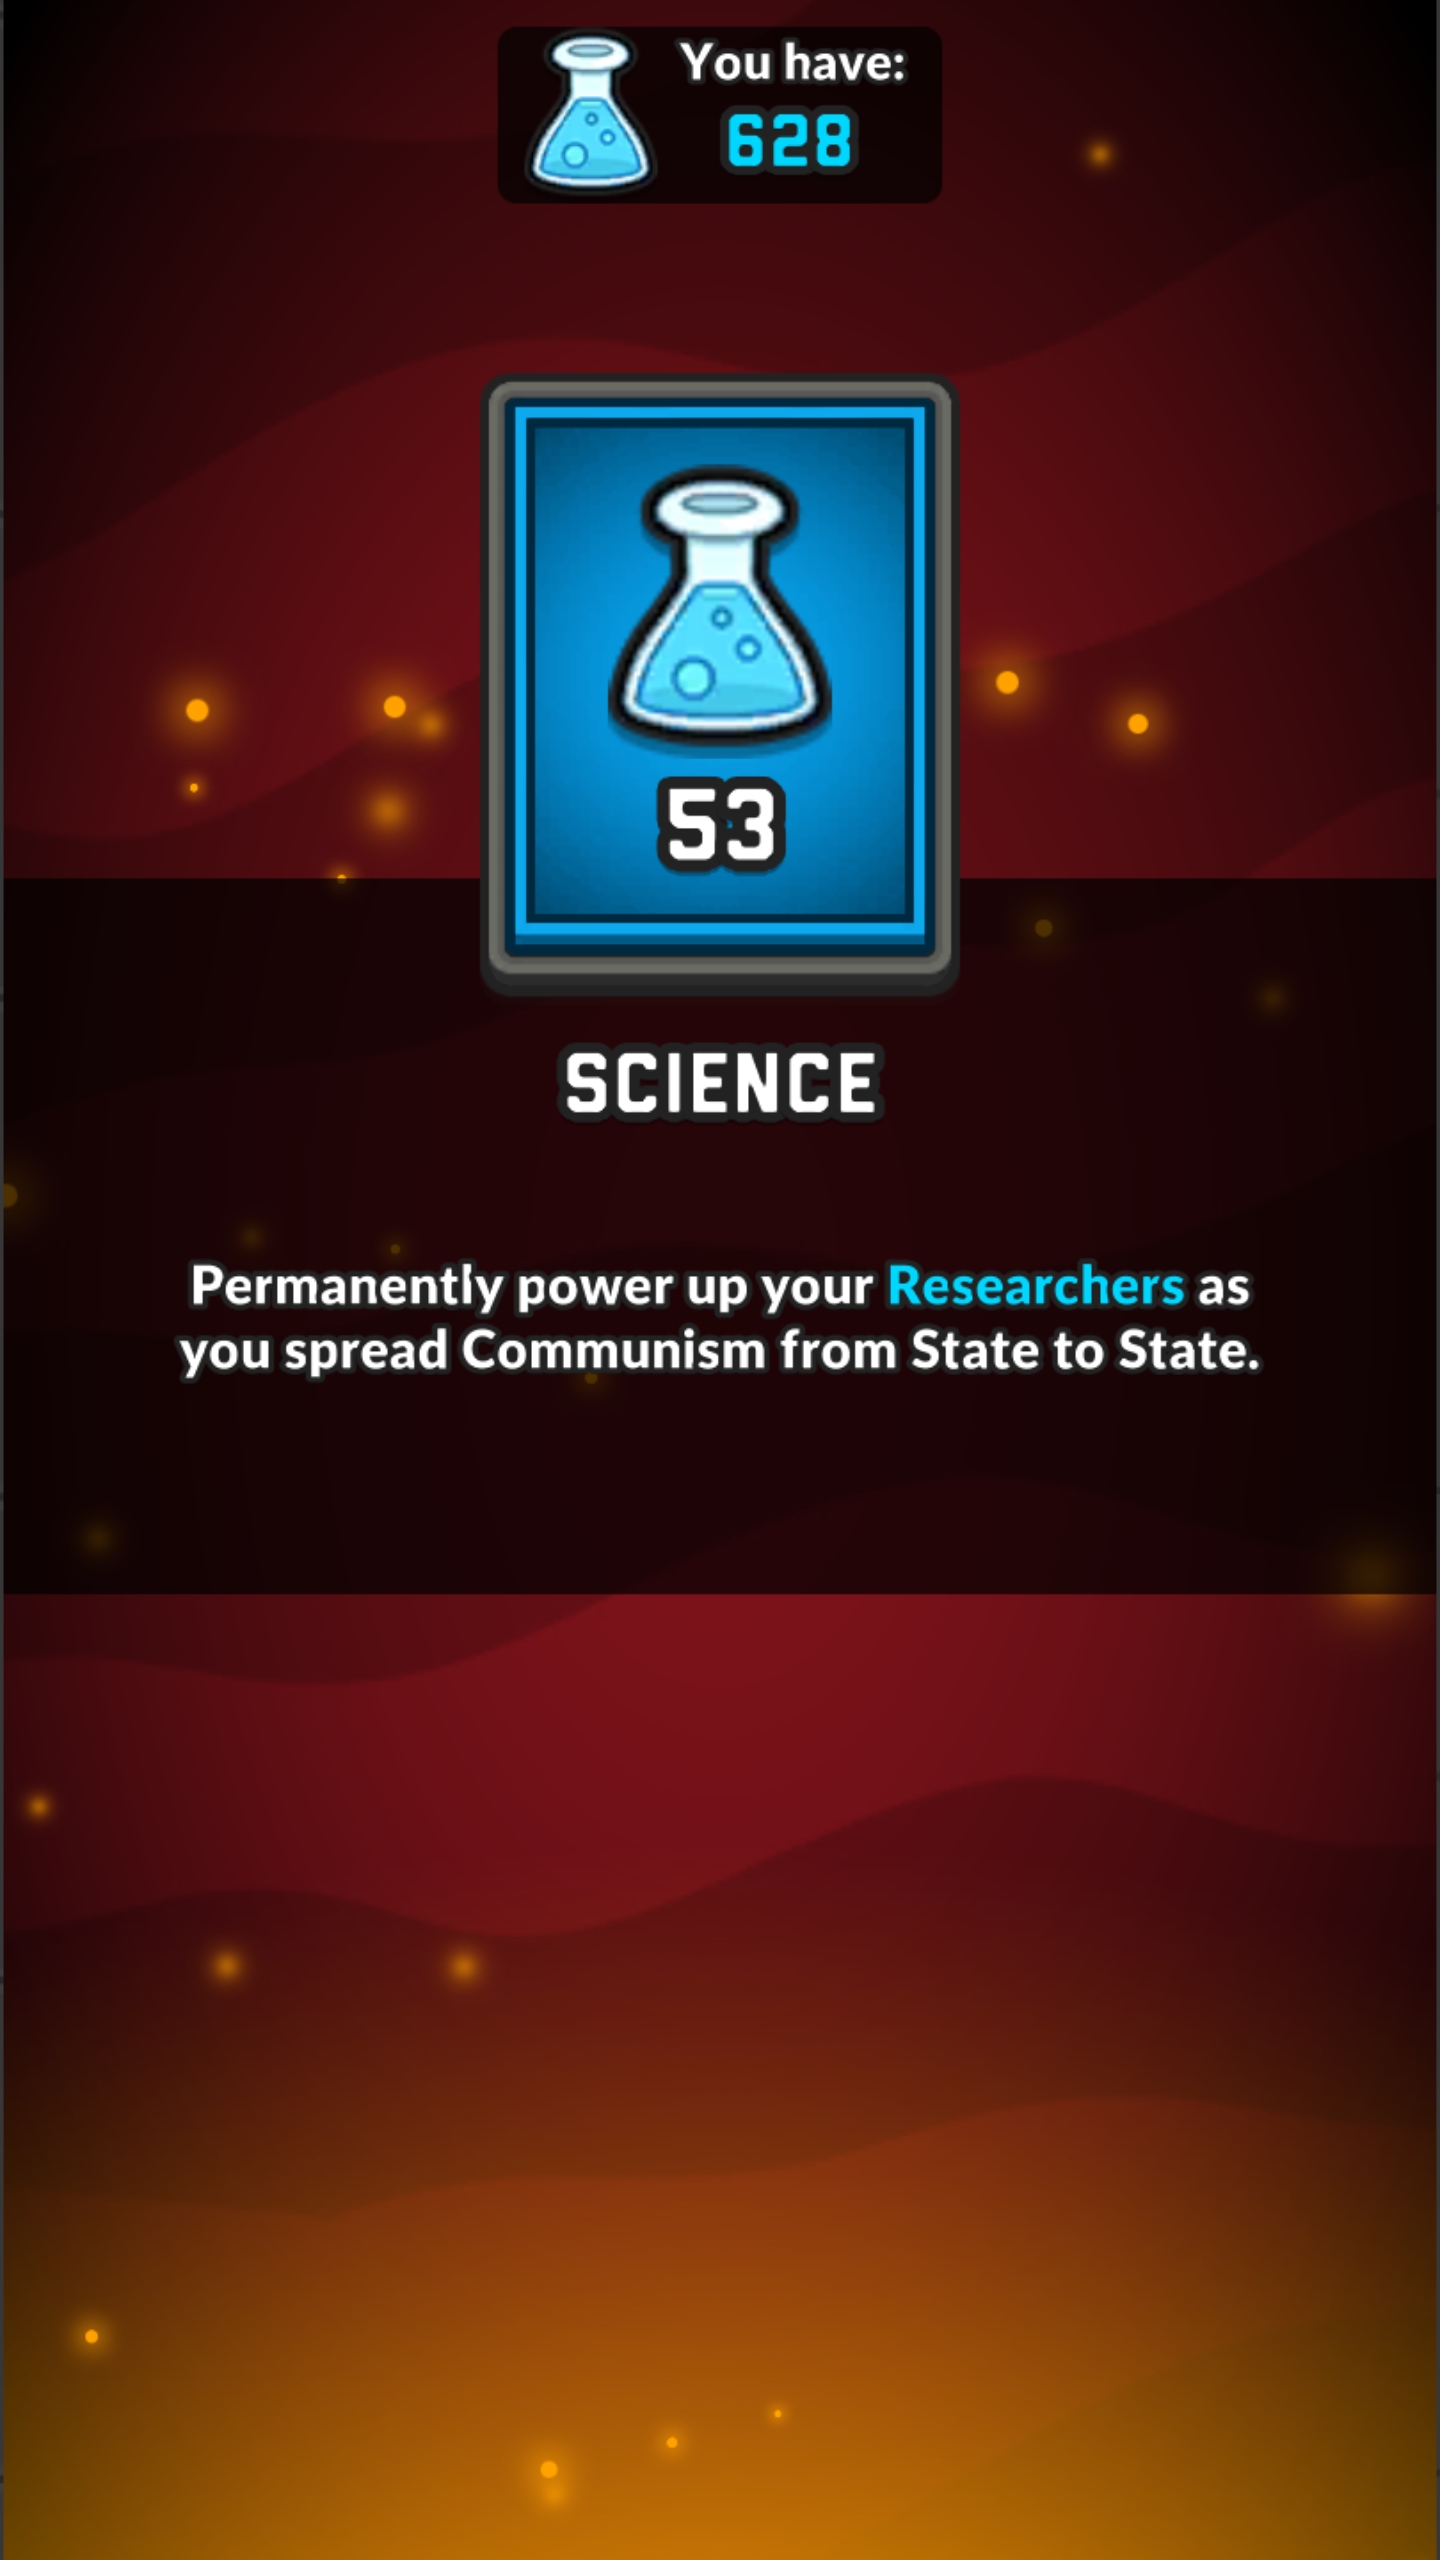 You have:
628
53
SCIENCE
Permanently power up your Researchers as
you spread Communism from State to State.